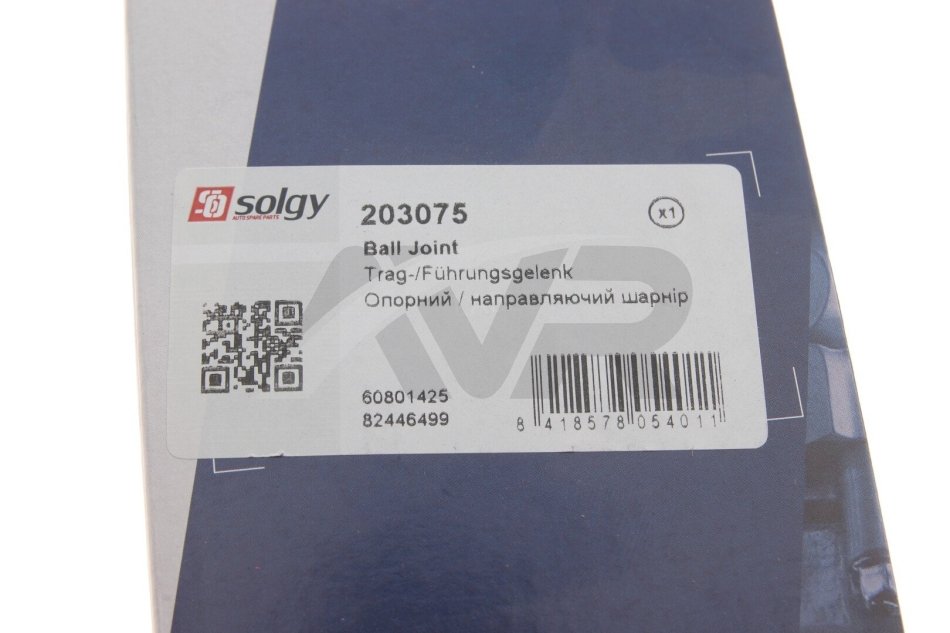 solgy
AUTO SPARE PARTS
203075
x1
Ball Joint
Trag-/Führungsgelenk
Опорний / направляючий шарнір
60801425
82446499
8 418578 054011